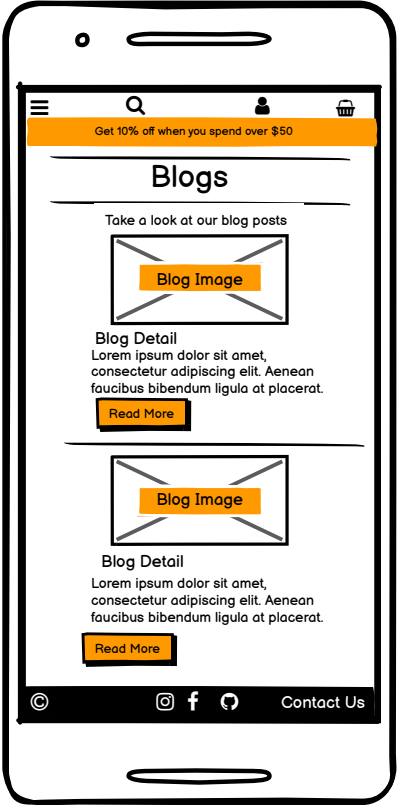 Get 10% off when you spend over $50
Blogs
Take a look at our blog posts
Blog Image
Blog Detail
Lorem ipsum dolor sit amet,
consectetur adipiscing elit. Aenean
faucibus bibendum ligula at placerat.
Read More
Blog Image
Blog Detail
Lorem ipsum dolor sit amet,
consectetur adipiscing elit. Aenean
faucibus bibendum ligula at placerat.
Read More
© Contact Us